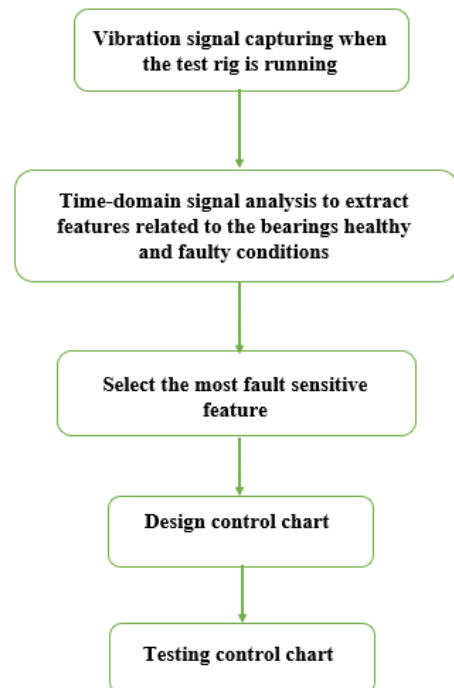 Vibration signal capturing when
the test rig is running
Time-domain signal analysis to extract
features related to the bearings healthy
and faulty conditions
Select the most fault sensitive
feature
Design control chart
Testing control chart